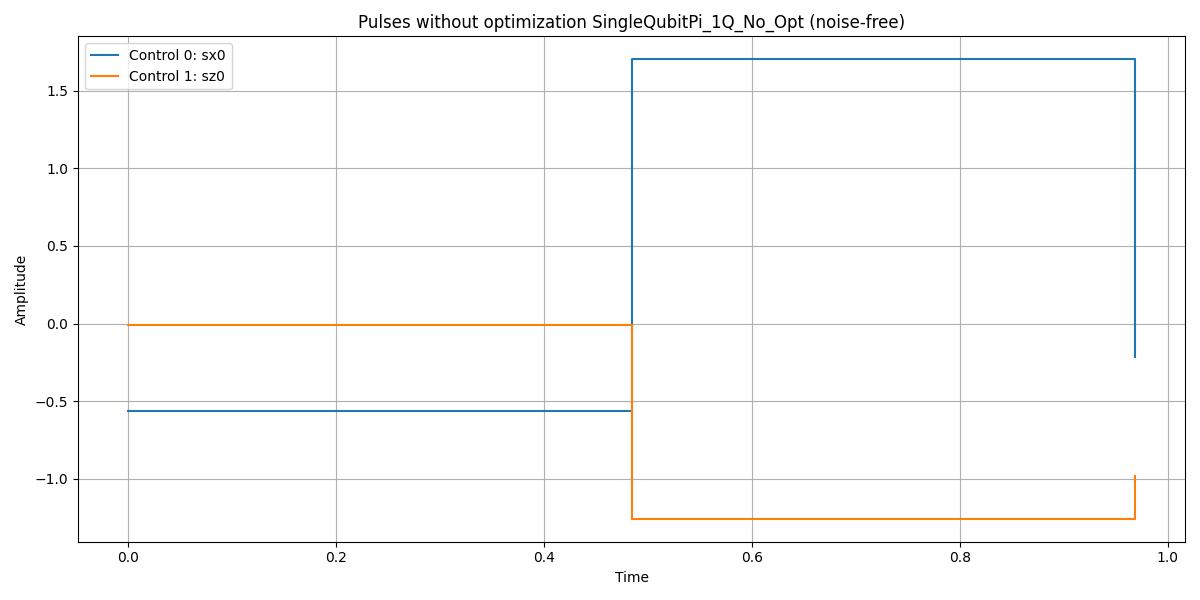 Pulses without optimization SingleQubitPi_1Q_No_Opt (noise-free)
Control 0: sx0
Control 1: sz0
Amplitude
1.5
1.0
0.5
0.0
−0.5
−1.0
0.0 0.2 0.4 0.6 0.8 1.0
Time